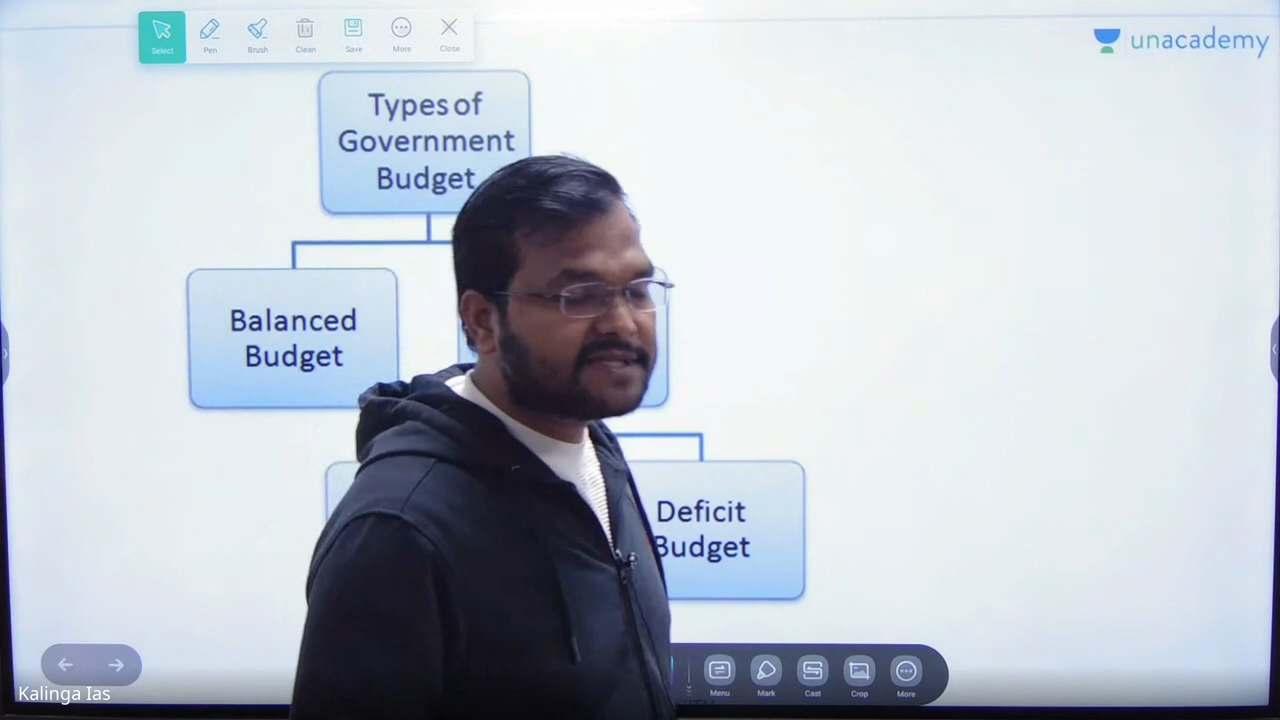 Select
Pen
Brush
Clean
Save
More
Close
unacademy
Types of
Government
Budget
Balanced
Budget
Deficit
Budget
Menu
Mark
Cast
Crop
More
Kalinga Ias